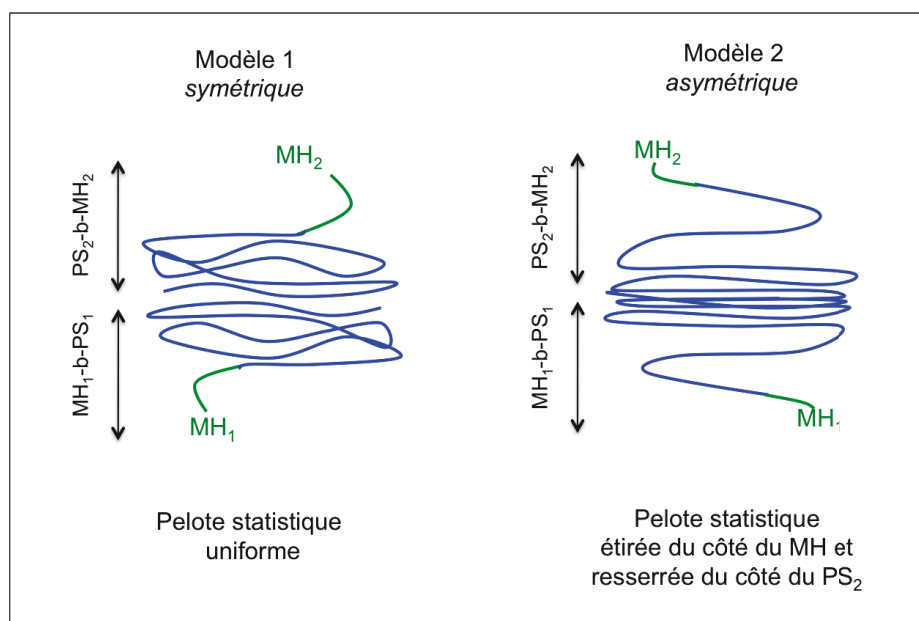 Modèle 1
symétrique
MH₂
PS₂-b-MH₂
MH₁-b-PS₁
MH₁
Pelote statistique
uniforme
Modèle 2
asymétrique
MH₂
PS₂-b-MH₂
MH₁-b-PS₁
MH₁
Pelote statistique
étirée du côté du MH et
resserrée du côté du PS₂